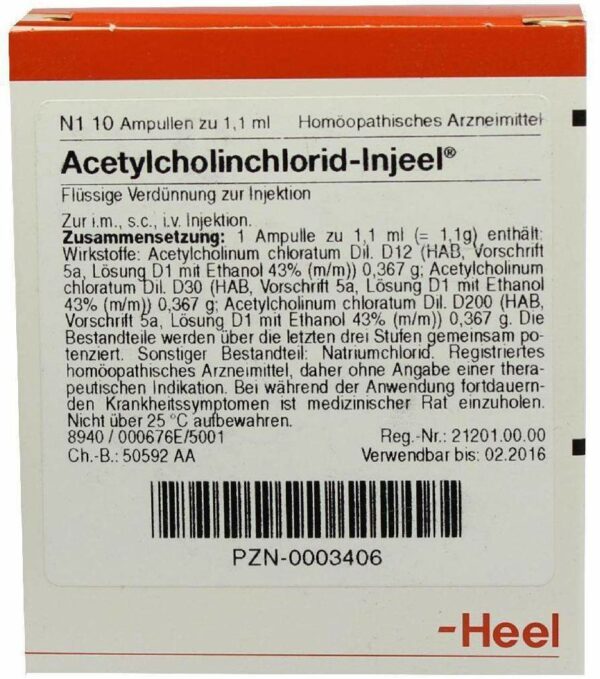 N1 10 Ampullen zu 1,1 ml Homöopathisches Arzneimittel
Acetylcholinchlorid-Injeel®
Flüssige Verdünnung zur Injektion
Zur i.m., s.c., i.v. Injektion.
Zusammensetzung: 1 Ampulle zu 1,1 ml (= 1,1g) enthält:
Wirkstoffe: Acetylcholinum chloratum Dil. D12 (HAB, Vorschrift
5a, Lösung D1 mit Ethanol 43% (m/m)) 0,367 g; Acetylcholinum
chloratum Dil. D30 (HAB, Vorschrift 5a, Lösung D1 mit Ethanol
43% (m/m)) 0,367 g; Acetylcholinum chloratum Dil. D200 (HAB,
Vorschrift 5a, Lösung D1 mit Ethanol 43% (m/m)) 0,367 g. Die
Bestandteile werden über die letzten drei Stufen gemeinsam po-
tenziert. Sonstiger Bestandteil: Natriumchlorid. Registriertes
homöopathisches Arzneimittel, daher ohne Angabe einer thera-
peutischen Indikation. Bei während der Anwendung fortdauern-
den Krankheitssymptomen ist medizinischer Rat einzuholen.
Nicht über 25 °C aufbewahren.
8940 / 000676E/5001 Reg.-Nr.: 21201.00.00
Ch.-B.: 50592 AA Verwendbar bis: 02.2016
PZN-0003406
-Heel